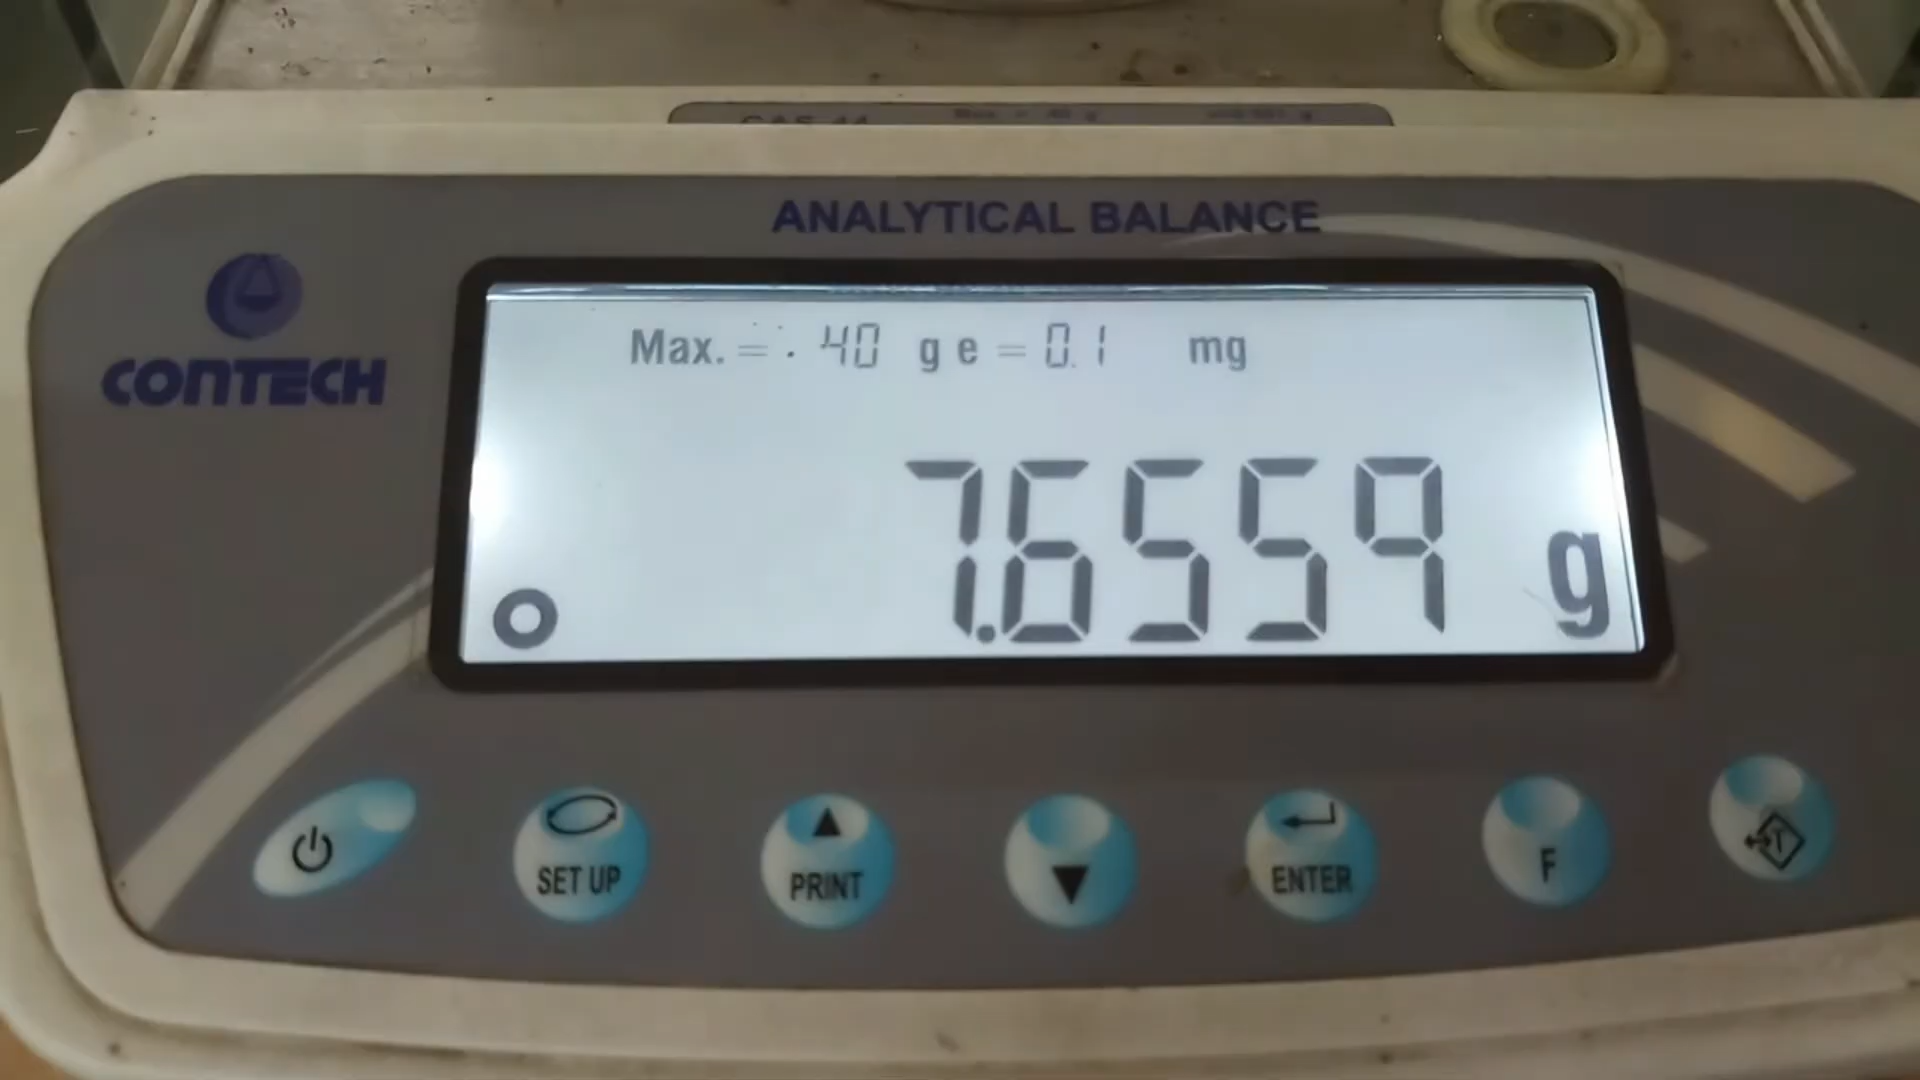 ANALYTICAL BALANCE
CONTECH
Max. = 40 g e = 0.1 mg
7.6559 g
SET UP
PRINT
ENTER
F
T